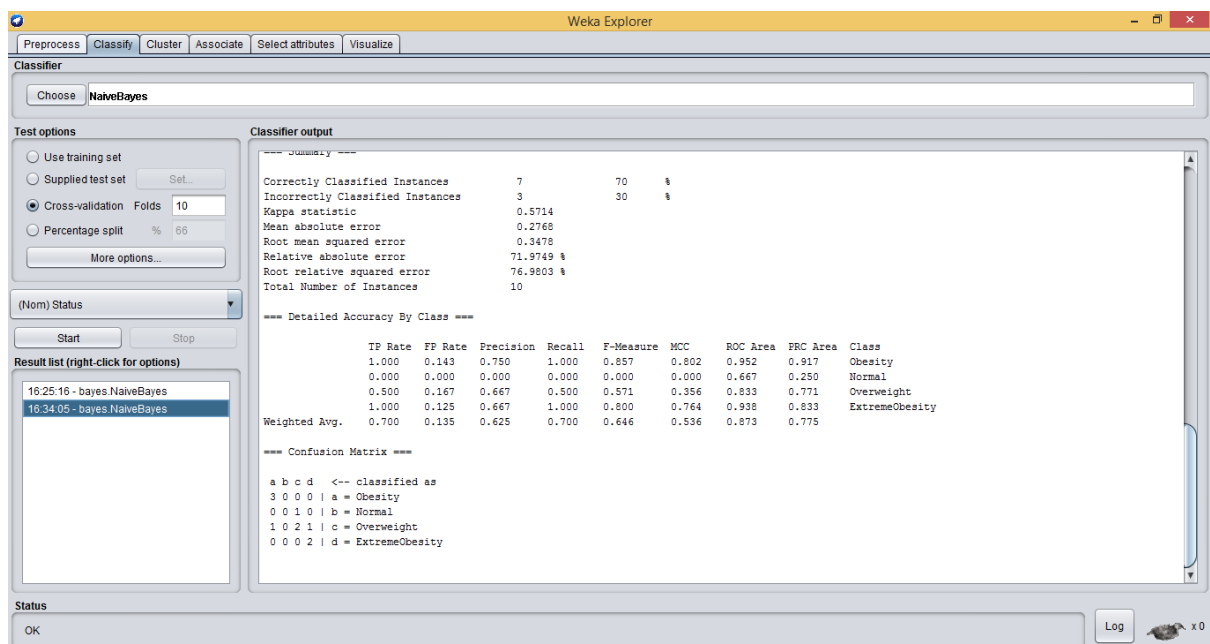 Weka Explorer
Preprocess Classify Cluster Associate Select attributes Visualize
Classifier
Choose NaiveBayes
Test options
Use training set
Supplied test set Set...
Cross-validation Folds 10
Percentage split % 66
More options...
(Nom) Status
Start Stop
Result list (right-click for options)
16:25:16 - bayes.NaiveBayes
16:34:05 - bayes.NaiveBayes
Classifier output
=== Summary ===
Correctly Classified Instances 7 70 %
Incorrectly Classified Instances 3 30 %
Kappa statistic 0.5714
Mean absolute error 0.2768
Root mean squared error 0.3478
Relative absolute error 71.9749 %
Root relative squared error 76.9803 %
Total Number of Instances 10
=== Detailed Accuracy By Class ===
TP Rate FP Rate Precision Recall F-Measure MCC ROC Area PRC Area Class
1.000 0.143 0.750 1.000 0.857 0.802 0.952 0.917 Obesity
0.000 0.000 0.000 0.000 0.000 0.000 0.667 0.250 Normal
0.500 0.167 0.667 0.500 0.571 0.356 0.833 0.771 Overweight
1.000 0.125 0.667 1.000 0.800 0.764 0.938 0.833 ExtremeObesity
Weighted Avg. 0.700 0.135 0.625 0.700 0.646 0.536 0.873 0.775
=== Confusion Matrix ===
a b c d <-- classified as
3 0 0 0 | a = Obesity
0 0 1 0 | b = Normal
1 0 2 1 | c = Overweight
0 0 0 2 | d = ExtremeObesity
Status
OK
Log x 0